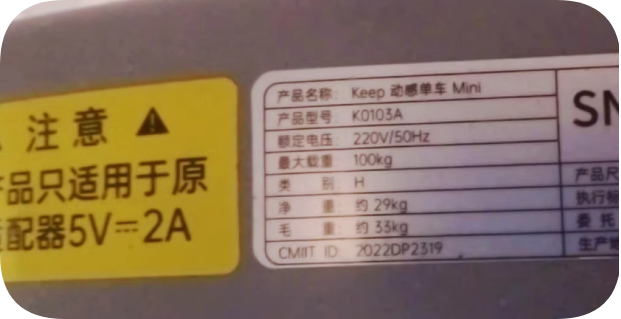 注意
品只适用于原
配器5V⎓2A
产品名称: Keep 动感单车 Mini
产品型号: K0103A
额定电压: 220V/50Hz
最大载重: 100kg
类 别: H
净 重: 约 29kg
毛 重: 约 33kg
CMIIT ID: 2022DP2319
SN
产品尺
执行标
委 托
生产地